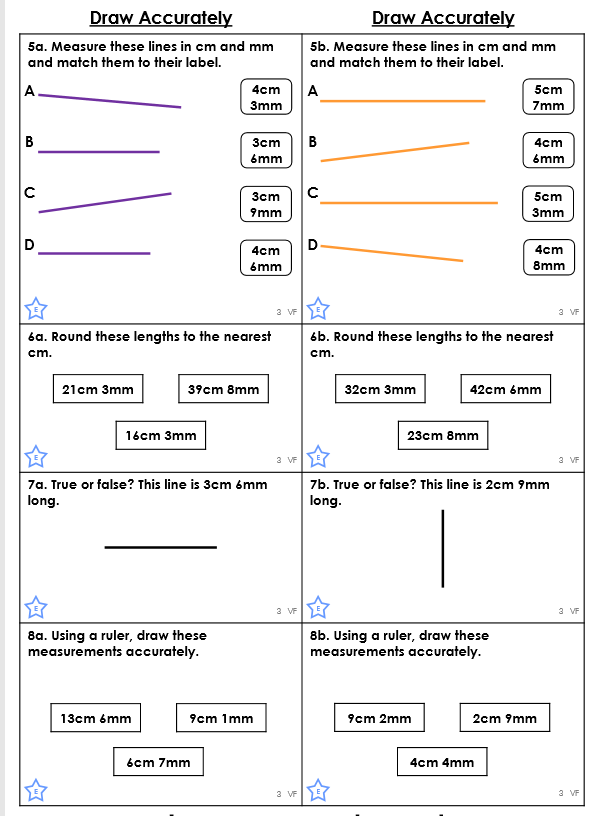 Draw Accurately
Draw Accurately
5a. Measure these lines in cm and mm
and match them to their label.
A
4cm
3mm
B
3cm
6mm
C
3cm
9mm
D
4cm
6mm
E
3 VF
5b. Measure these lines in cm and mm
and match them to their label.
A
5cm
7mm
B
4cm
6mm
C
5cm
3mm
D
4cm
8mm
E
3 VF
6a. Round these lengths to the nearest
cm.
21cm 3mm
39cm 8mm
16cm 3mm
E
3 VF
6b. Round these lengths to the nearest
cm.
32cm 3mm
42cm 6mm
23cm 8mm
E
3 VF
7a. True or false? This line is 3cm 6mm
long.
E
3 VF
7b. True or false? This line is 2cm 9mm
long.
E
3 VF
8a. Using a ruler, draw these
measurements accurately.
13cm 6mm
9cm 1mm
6cm 7mm
E
3 VF
8b. Using a ruler, draw these
measurements accurately.
9cm 2mm
2cm 9mm
4cm 4mm
E
3 VF